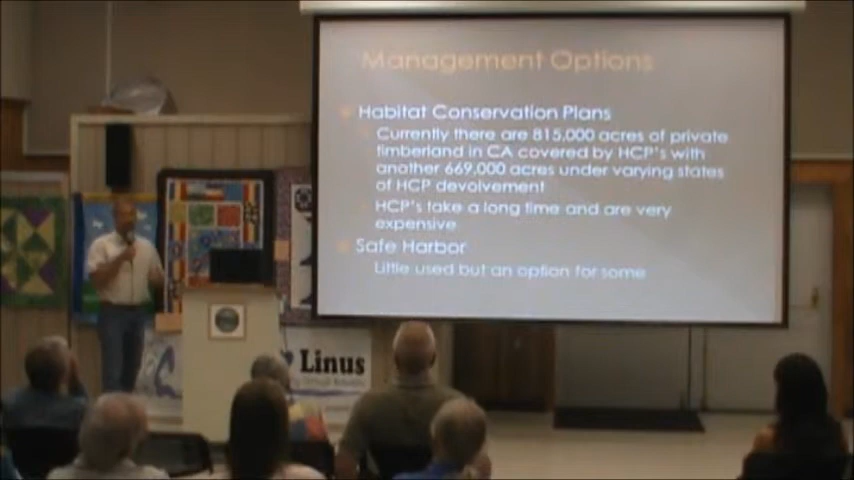 Management Options
Habitat Conservation Plans
Currently there are 815,000 acres of private
timberland in CA covered by HCP's with
another 669,000 acres under varying states
of HCP devolvement
HCP's take a long time and are very
expensive
Safe Harbor
Little used but an option for some
Linus